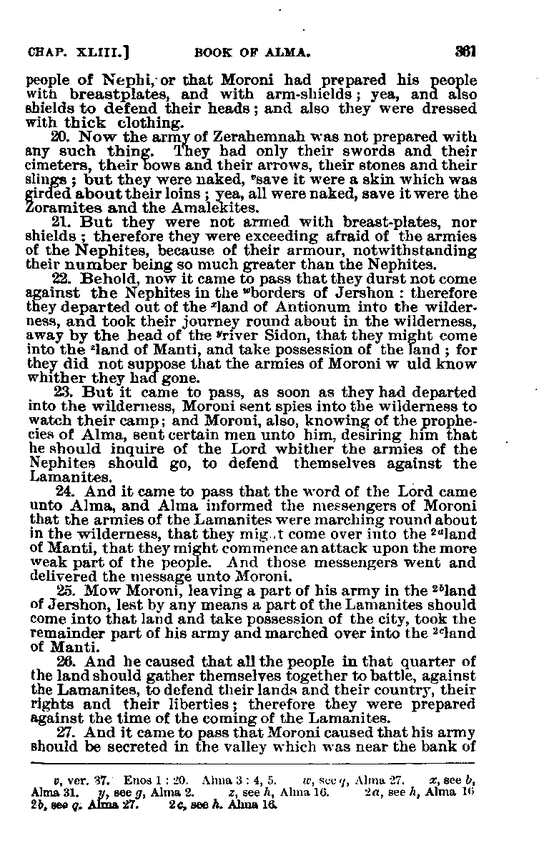 CHAP. XLIII.] BOOK OF ALMA. 361
people of Nephi, or that Moroni had prepared his people
with breastplates, and with arm-shields; yea, and also
shields to defend their heads; and also they were dressed
with thick clothing.
20. Now the army of Zerahemnah was not prepared with
any such thing. They had only their swords and their
cimeters, their bows and their arrows, their stones and their
slings; but they were naked, ᵛsave it were a skin which was
girded about their loins; yea, all were naked, save it were the
Zoramites and the Amalekites.
21. But they were not armed with breast-plates, nor
shields; therefore they were exceeding afraid of the armies
of the Nephites, because of their armour, notwithstanding
their number being so much greater than the Nephites.
22. Behold, now it came to pass that they durst not come
against the Nephites in the ʷborders of Jershon: therefore
they departed out of the ˣland of Antionum into the wilder-
ness, and took their journey round about in the wilderness,
away by the head of the ʸriver Sidon, that they might come
into the ᶻland of Manti, and take possession of the land; for
they did not suppose that the armies of Moroni w uld know
whither they had gone.
23. But it came to pass, as soon as they had departed
into the wilderness, Moroni sent spies into the wilderness to
watch their camp; and Moroni, also, knowing of the prophe-
cies of Alma, sent certain men unto him, desiring him that
he should inquire of the Lord whither the armies of the
Nephites should go, to defend themselves against the
Lamanites.
24. And it came to pass that the word of the Lord came
unto Alma, and Alma informed the messengers of Moroni
that the armies of the Lamanites were marching round about
in the wilderness, that they mig..t come over into the ²ᵃland
of Manti, that they might commence an attack upon the more
weak part of the people. And those messengers went and
delivered the message unto Moroni.
25. Mow Moroni, leaving a part of his army in the ²ᵇland
of Jershon, lest by any means a part of the Lamanites should
come into that land and take possession of the city, took the
remainder part of his army and marched over into the ²ᶜland
of Manti.
26. And he caused that all the people in that quarter of
the land should gather themselves together to battle, against
the Lamanites, to defend their lands and their country, their
rights and their liberties; therefore they were prepared
against the time of the coming of the Lamanites.
27. And it came to pass that Moroni caused that his army
should be secreted in the valley which was near the bank of
v, ver. 37. Enos 1 : 20. Alma 3 : 4, 5. w, see q, Alma 27. x, see b,
Alma 31. y, see g, Alma 2. z, see h, Alma 16. 2a, see h, Alma 16
2b, see q. Alma 27. 2c, see h. Alma 16.